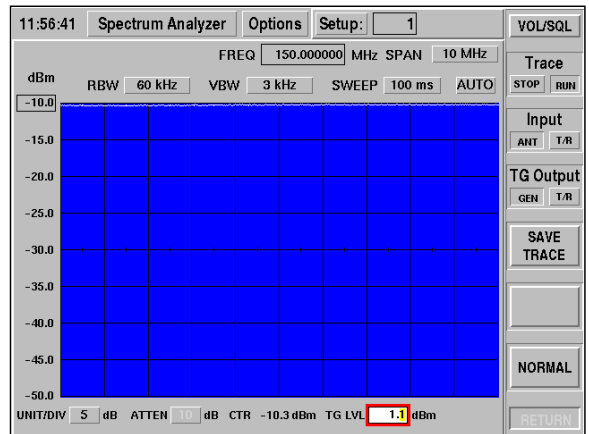 11:56:41 Spectrum Analyzer Options Setup: 1
VOL/SQL
FREQ 150.000000 MHz SPAN 10 MHz
dBm RBW 60 kHz VBW 3 kHz SWEEP 100 ms AUTO
-10.0
-15.0
-20.0
-25.0
-30.0
-35.0
-40.0
-45.0
-50.0
UNIT/DIV 5 dB ATTEN 10 dB CTR -10.3 dBm TG LVL 1.1 dBm
Trace
STOP RUN
Input
ANT T/R
TG Output
GEN T/R
SAVE
TRACE
NORMAL
RETURN